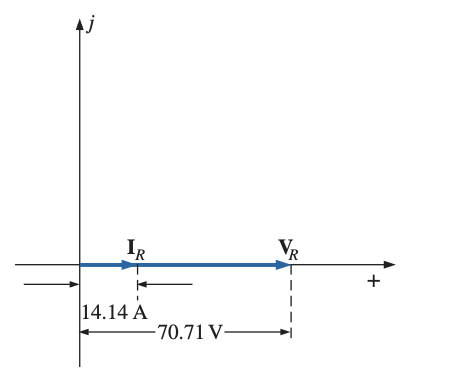 j
I_R
V_R
+
14.14 A
70.71 V